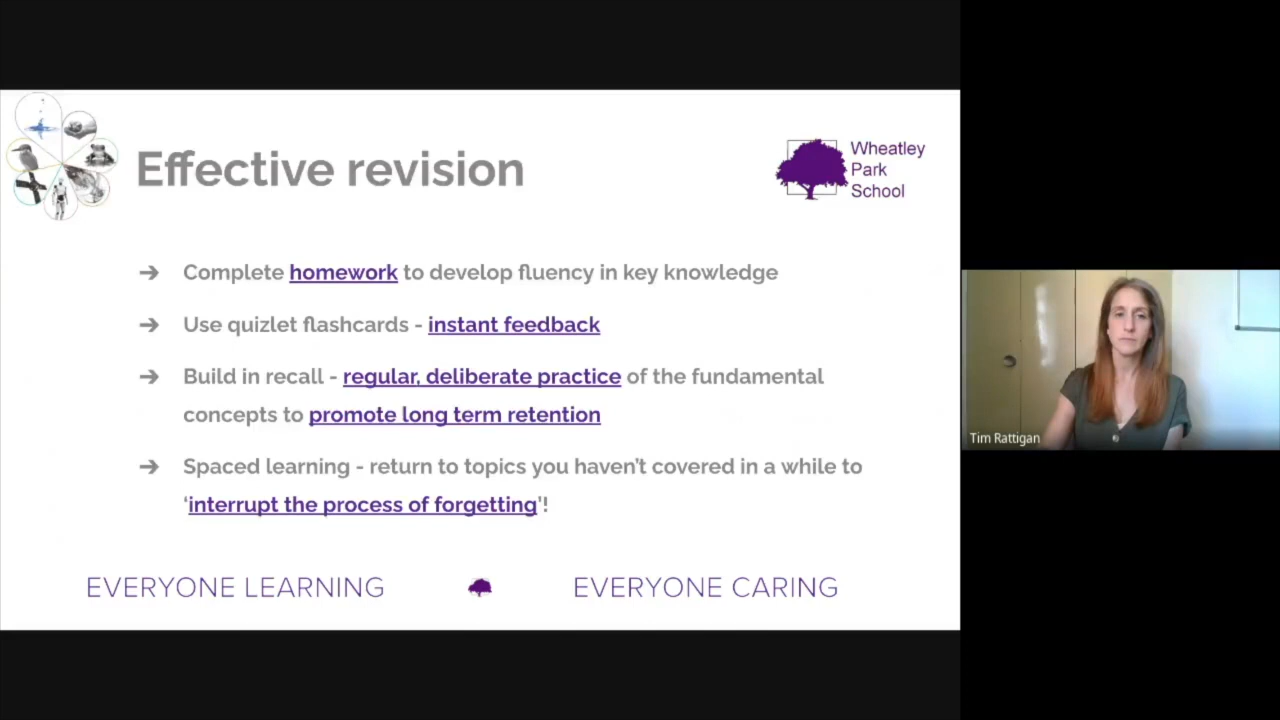 Effective revision
Wheatley
Park
School
➔ Complete homework to develop fluency in key knowledge
➔ Use quizlet flashcards - instant feedback
➔ Build in recall - regular, deliberate practice of the fundamental
concepts to promote long term retention
➔ Spaced learning - return to topics you haven't covered in a while to
‘interrupt the process of forgetting’!
EVERYONE LEARNING EVERYONE CARING
Tim Rattigan